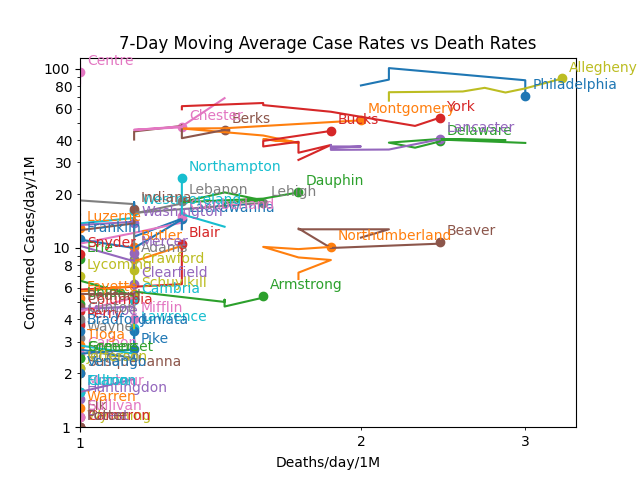 7-Day Moving Average Case Rates vs Death Rates
Confirmed Cases/day/1M
100
80
60
40
30
20
10
8
6
4
3
2
1
Centre
Allegheny
Philadelphia
York
Montgomery
Chester
Berks
Bucks
Lancaster
Delaware
Northampton
Dauphin
Lebanon
Lehigh
Indiana
Luzerne
Washington
Lackawanna
Franklin
Blair
Butler
Snyder
Erie
Adams
Northumberland
Beaver
Lycoming
Crawford
Clearfield
Schuylkill
Cambria
Armstrong
Columbia
Mifflin
Bradford
Juniata
Lawrence
Wayne
Tioga
Pike
Somerset
Susquehanna
Huntingdon
Warren
Elk
Sullivan
Cameron
1
2
3
Deaths/day/1M